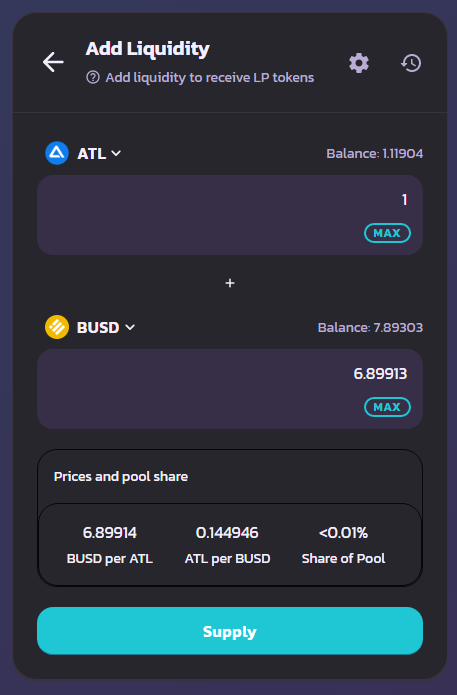 Add Liquidity
Add liquidity to receive LP tokens
ATL
Balance: 1.11904
1
MAX
+
BUSD
Balance: 7.89303
6.89913
MAX
Prices and pool share
6.89914 0.144946 <0.01%
BUSD per ATL ATL per BUSD Share of Pool
Supply